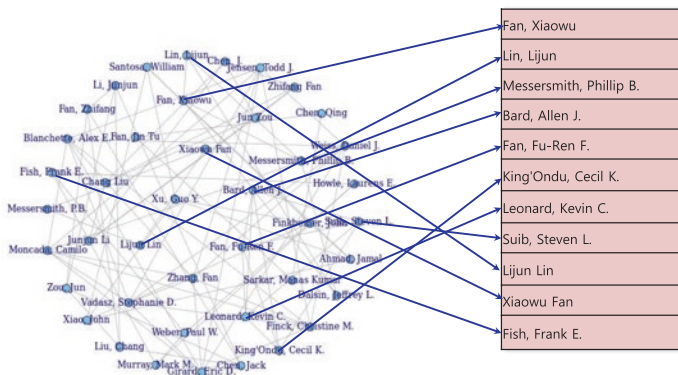 Lin, Lijun
Chen, J.
Santosa, William
Jensen, Todd J.
Li, Junjun
Zhifang Fan
Fan, Xiaowu
Fan, Zhifang
Jun Zou
Chen, Qing
Blanchette, Alex E.
Fan, Jin Tu
Weiss, Daniel J.
Xiaowu Fan
Messersmith, Phillip B.
Fish, Frank E.
Chang Liu
Bard, Allen J.
Howle, Laurens E.
Xu, Guo Y.
Messersmith, P.B.
Finkbeiner, John
Steven L.
Junjun Li
Lijun Lin
Fan, Fu-Ren F.
Moncada, Camilo
Ahmad, Jamal
Zhang, Fan
Sarkar, Manas Kumar
Zou, Jun
Vadasz, Stephanie D.
Daisin, Jeffrey L.
Xiao, John
Leonard, Kevin C.
Weber, Paul W.
Finck, Christine M.
Liu, Chang
King'Ondu, Cecil K.
Murray, Mark M.
Chen, Jack
Girard, Eric D.
Fan, Xiaowu
Lin, Lijun
Messersmith, Phillip B.
Bard, Allen J.
Fan, Fu-Ren F.
King'Ondu, Cecil K.
Leonard, Kevin C.
Suib, Steven L.
Lijun Lin
Xiaowu Fan
Fish, Frank E.